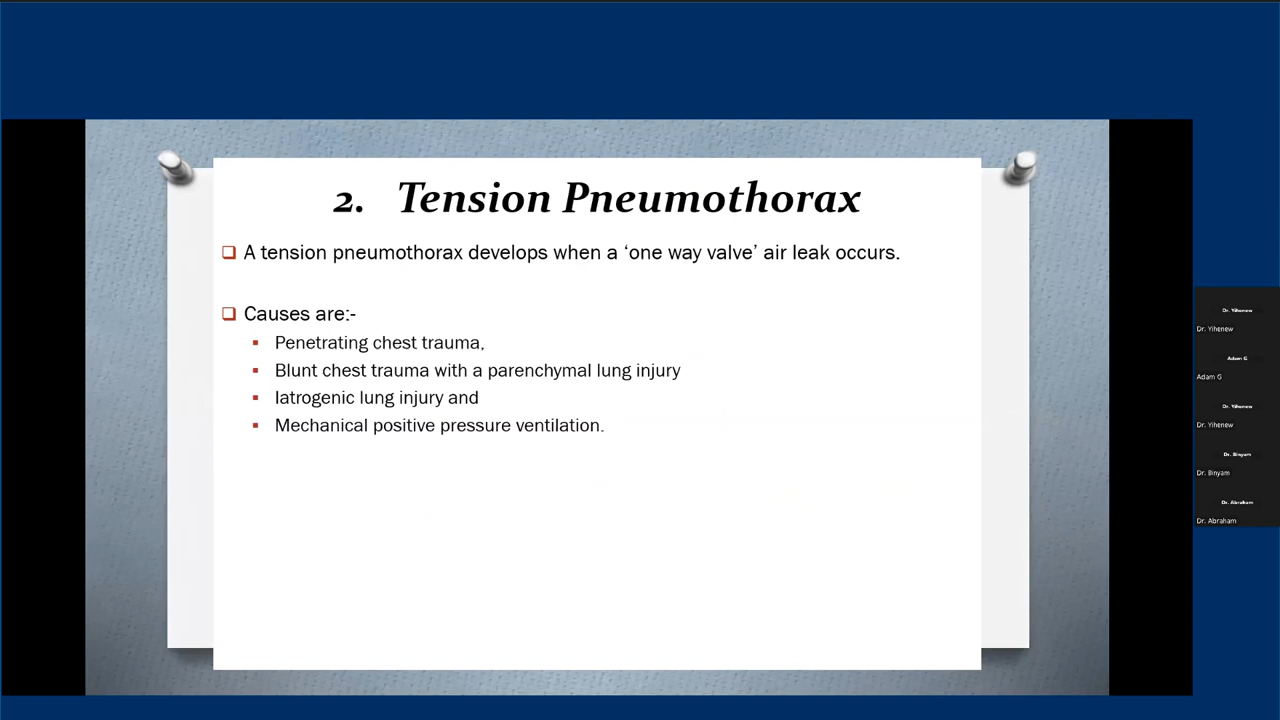 2. Tension Pneumothorax
A tension pneumothorax develops when a ‘one way valve’ air leak occurs.
Causes are:-
Penetrating chest trauma,
Blunt chest trauma with a parenchymal lung injury
Iatrogenic lung injury and
Mechanical positive pressure ventilation.
Dr. Yihenew
Dr. Yihenew
Adam G
Adam G
Dr. Yihenew
Dr. Yihenew
Dr. Binyam
Dr. Binyam
Dr. Abraham
Dr. Abraham